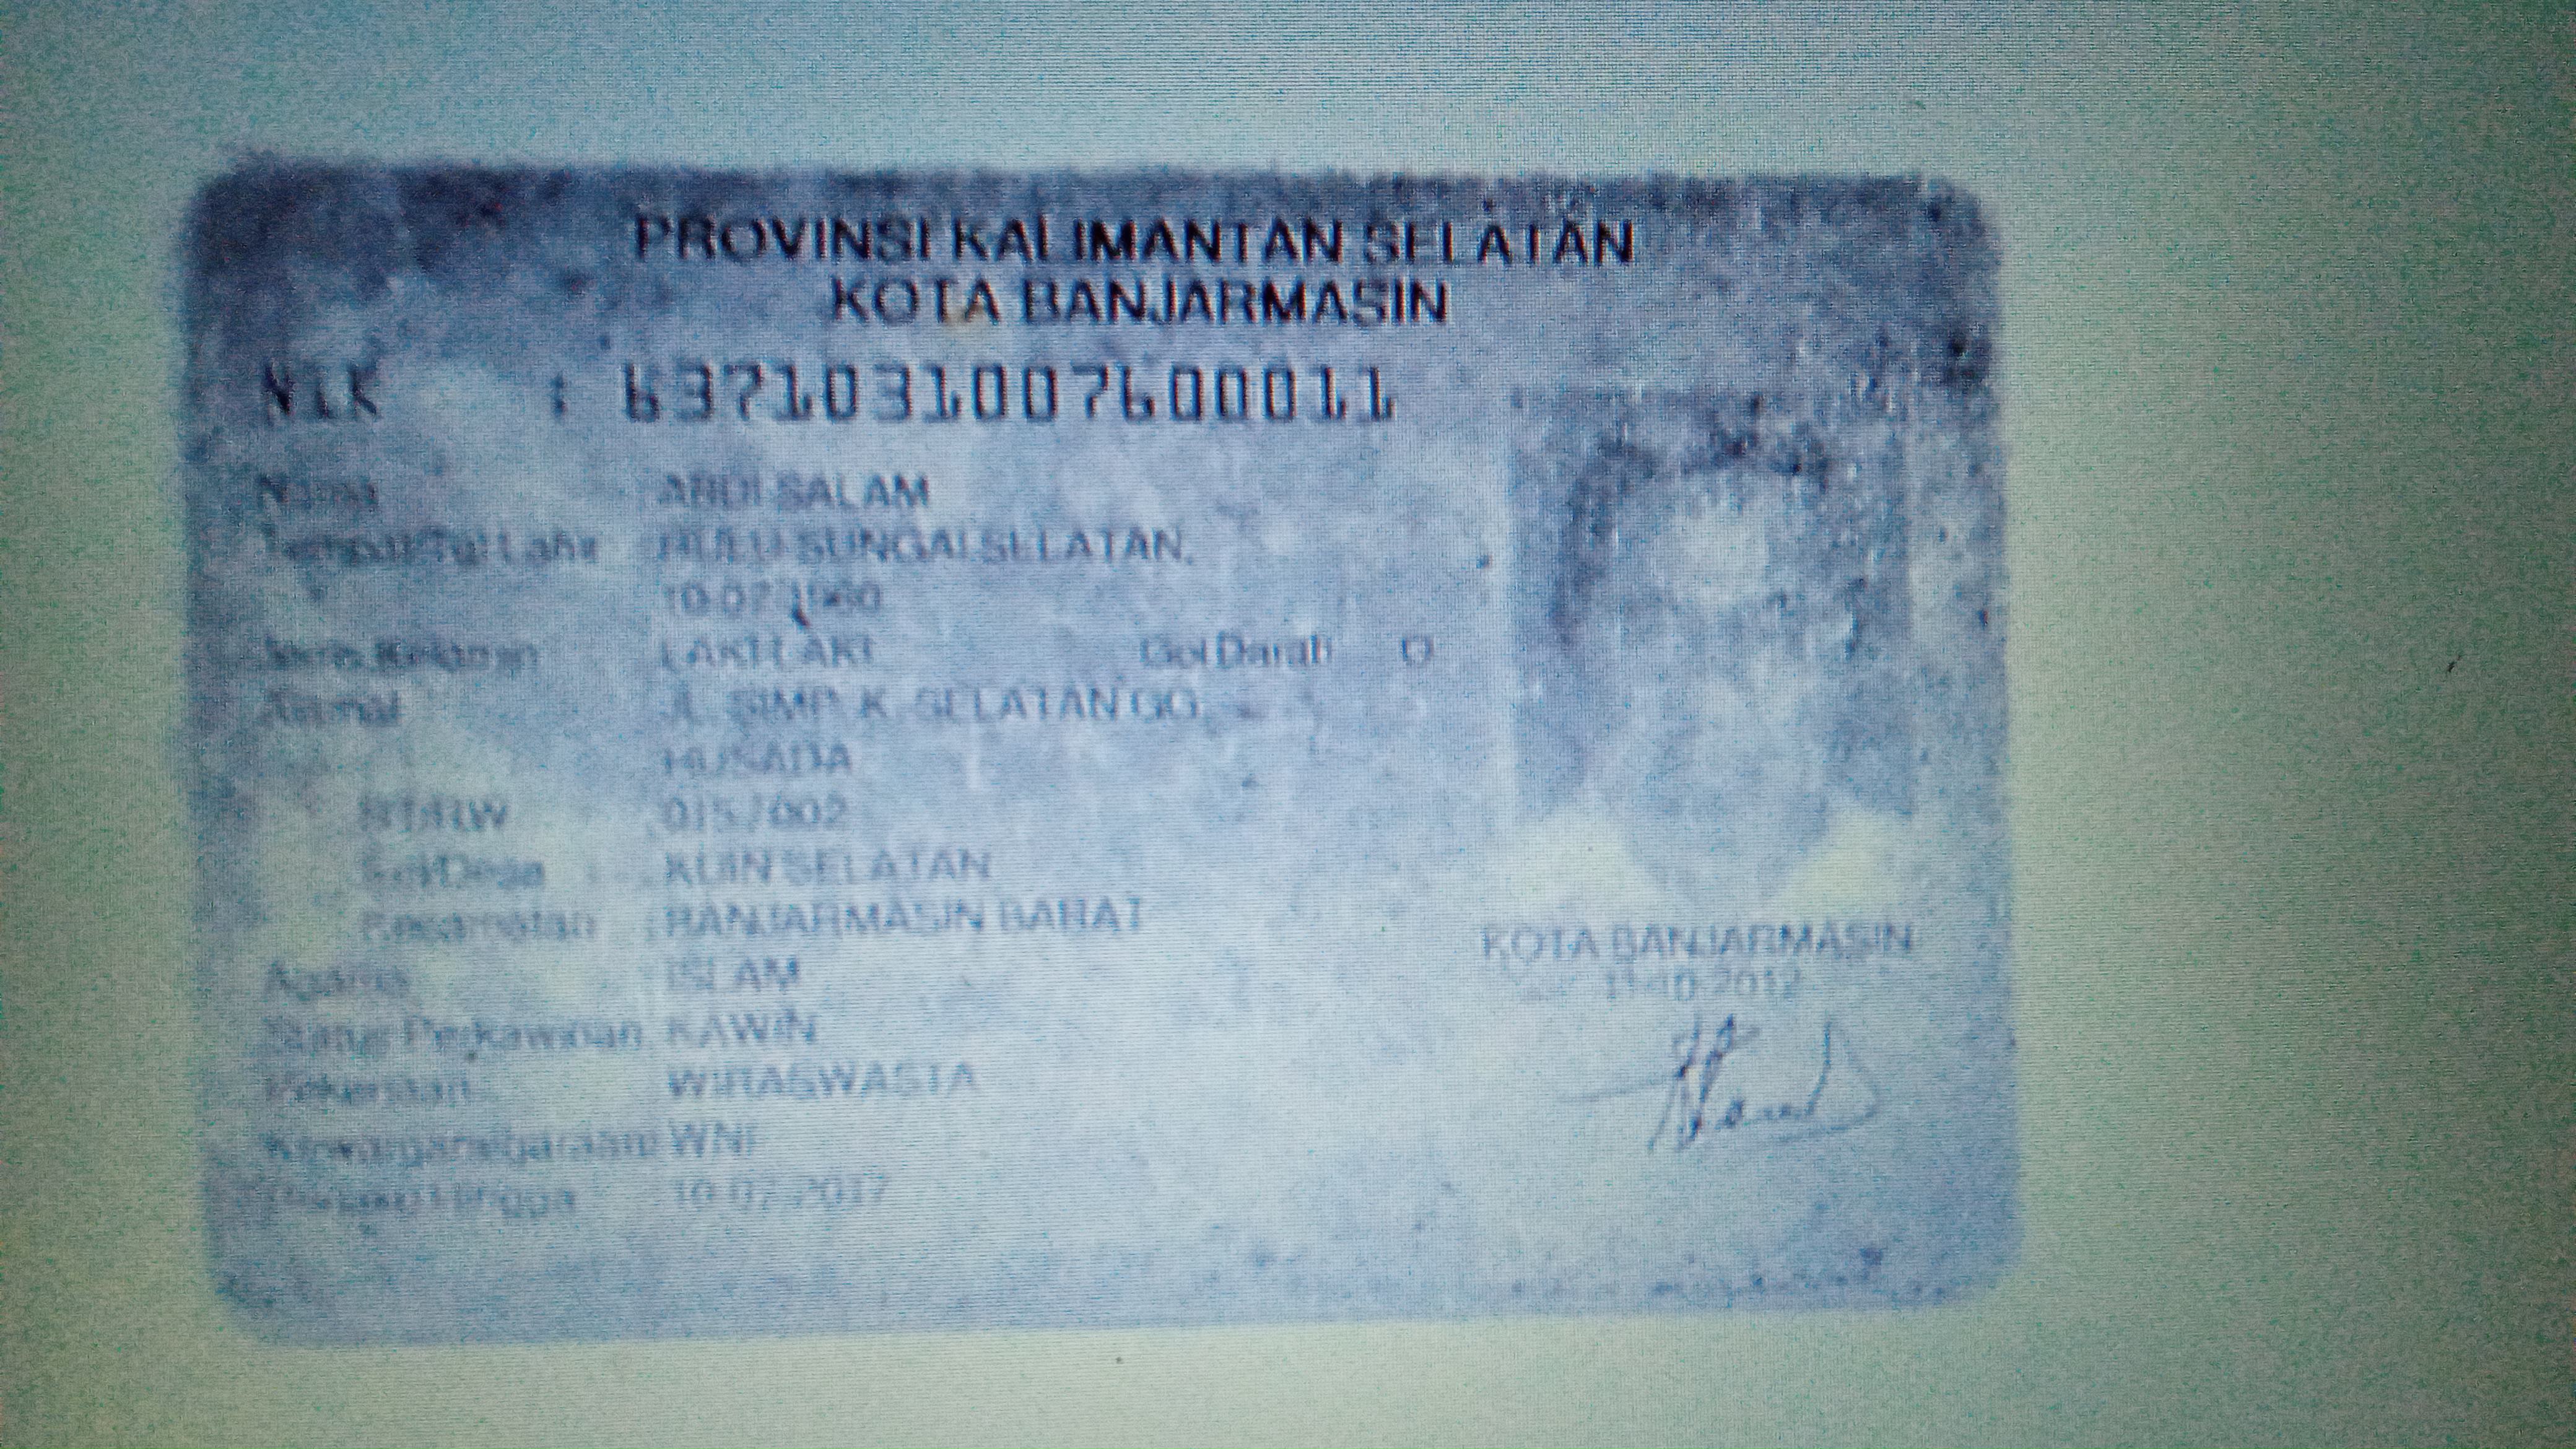 PROVINSI KALIMANTAN SELATAN
KOTA BANJARMASIN
NIK : 6371031007600011
Nama ARDI SALAM
Tempat/Tgl Lahir HULU SUNGAI SELATAN,
10-07-1960
Jenis Kelamin LAKI-LAKI Gol Darah O
Alamat JL. SIMP. K. SELATAN GG.
HUSADA
RT/RW 015/002
Kel/Desa : KUIN SELATAN
Kecamatan : BANJARMASIN BARAT
Agama ISLAM
Status Perkawinan KAWIN
Pekerjaan WIRASWASTA
Kewarganegaraan WNI
Berlaku Hingga 10-07-2017
KOTA BANJARMASIN
11-10-2012